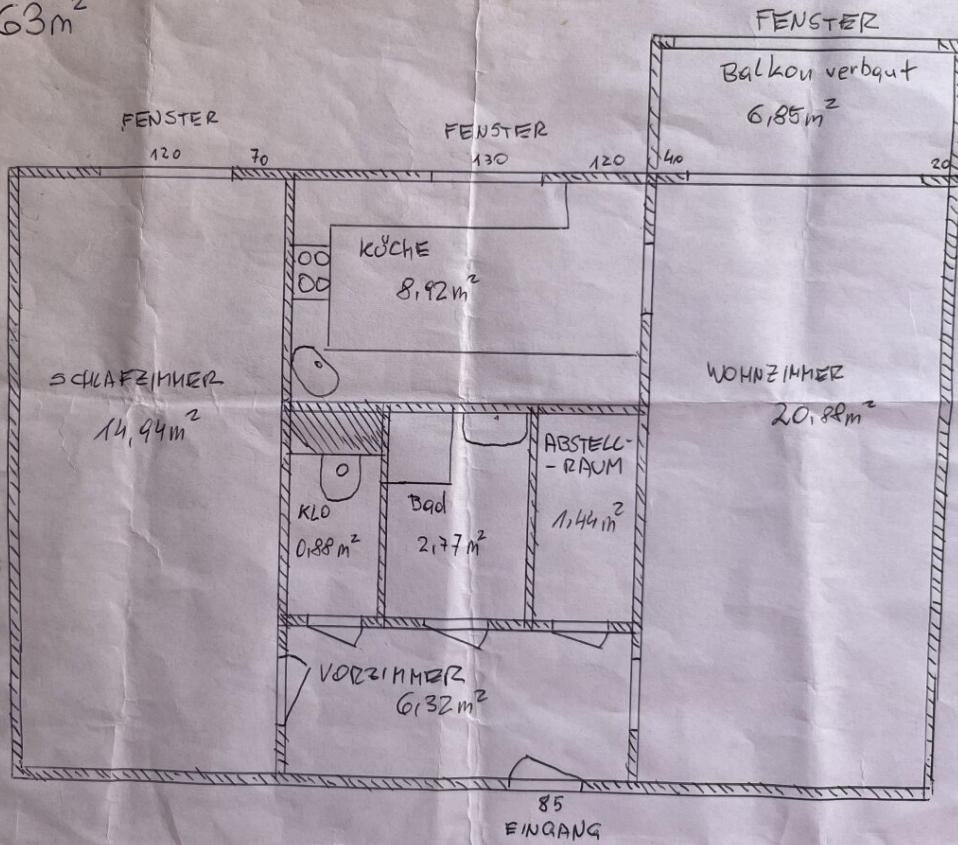 63m²
FENSTER
Balkon verbaut
6,85m²
FENSTER
FENSTER
120
70
130
120
40
20
KÜCHE
8,92m²
SCHLAFZIMMER
14,94m²
WOHNZIMMER
20,88m²
ABSTELL-
-RAUM
1,44m²
KLO
0,88m²
Bad
2,77m²
VORZIMMER
6,32m²
85
EINGANG